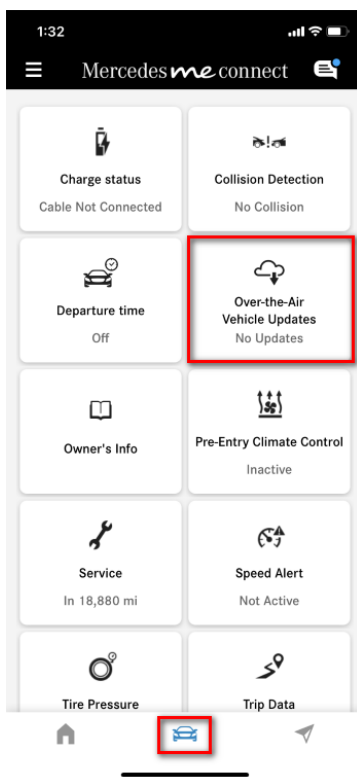 1:32
Mercedes me connect
Charge status
Cable Not Connected
Collision Detection
No Collision
Departure time
Off
Over-the-Air
Vehicle Updates
No Updates
Owner's Info
Pre-Entry Climate Control
Inactive
Service
In 18,880 mi
Speed Alert
Not Active
Tire Pressure
Trip Data